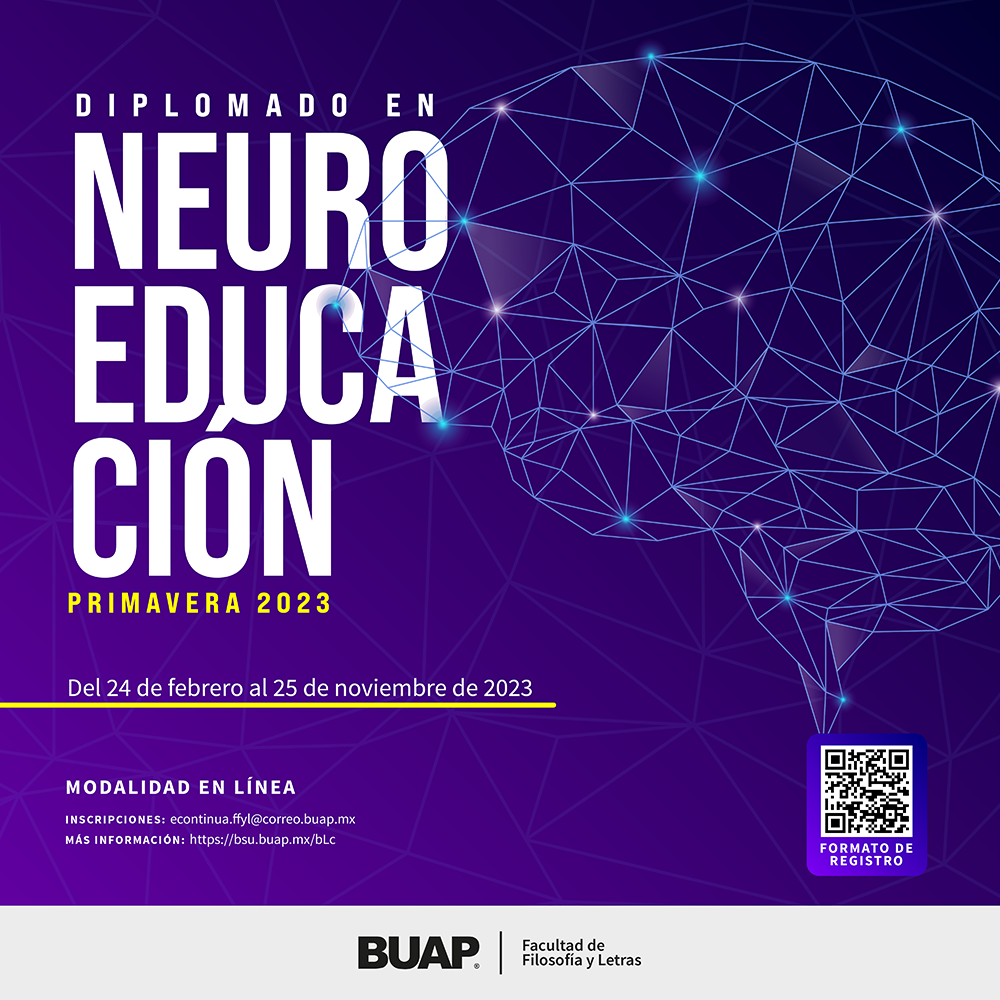 DIPLOMADO EN
NEURO
EDUCA
CIÓN
PRIMAVERA 2023
Del 24 de febrero al 25 de noviembre de 2023
MODALIDAD EN LÍNEA
INSCRIPCIONES: econtinua.ffyl@correo.buap.mx
MÁS INFORMACIÓN: https://bsu.buap.mx/bLc
FORMATO DE
REGISTRO
BUAP®
Facultad de
Filosofía y Letras